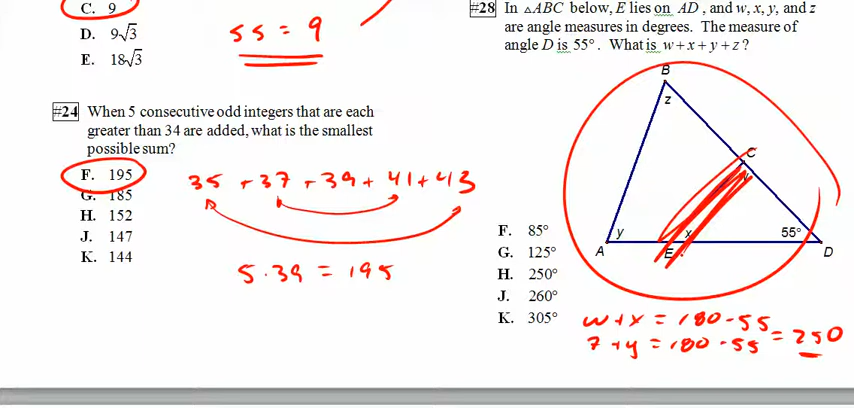 C. 9
D. 9√3
E. 18√3
55 = 9
#24 When 5 consecutive odd integers that are each
greater than 34 are added, what is the smallest
possible sum?
F. 195
G. 185
H. 152
J. 147
K. 144
35 + 37 + 39 + 41 + 43
5 · 39 = 195
#28 In △ABC below, E lies on AD , and w, x, y, and z
are angle measures in degrees. The measure of
angle D is 55° . What is w + x + y + z ?
B
z
C
A
y
E
x
55°
D
F. 85°
G. 125°
H. 250°
J. 260°
K. 305°
w + x = 180 - 55
z + y = 180 - 55 = 250